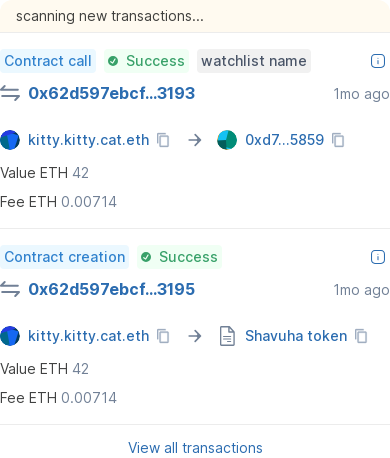 scanning new transactions...
Contract call Success watchlist name
0x62d597ebcf...3193 1mo ago
kitty.kitty.cat.eth 0xd7...5859
Value ETH 42
Fee ETH 0.00714
Contract creation Success
0x62d597ebcf...3195 1mo ago
kitty.kitty.cat.eth Shavuha token
Value ETH 42
Fee ETH 0.00714
View all transactions